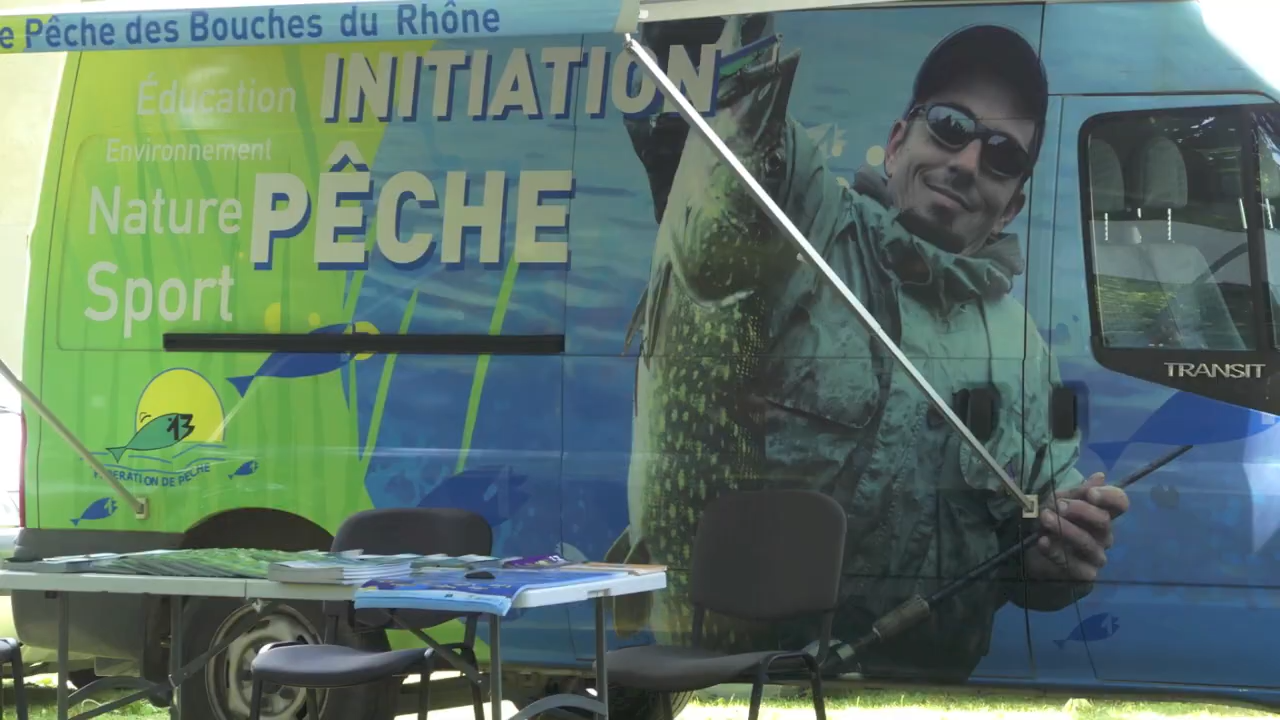 e Pêche des Bouches du Rhône
Éducation INITIATION
Environnement
Nature PÊCHE
Sport
13
FÉDÉRATION DE PÊCHE
TRANSIT